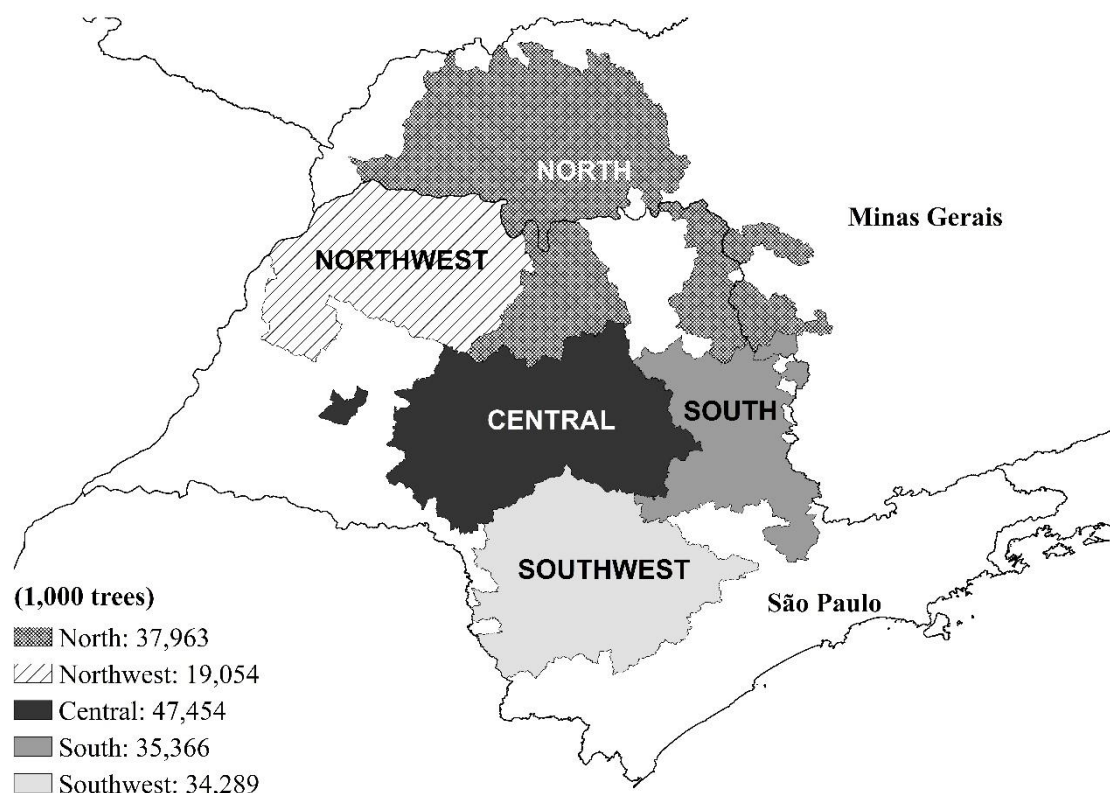 NORTH
Minas Gerais
NORTHWEST
SOUTH
CENTRAL
SOUTHWEST
São Paulo
(1,000 trees)
North: 37,963
Northwest: 19,054
Central: 47,454
South: 35,366
Southwest: 34,289